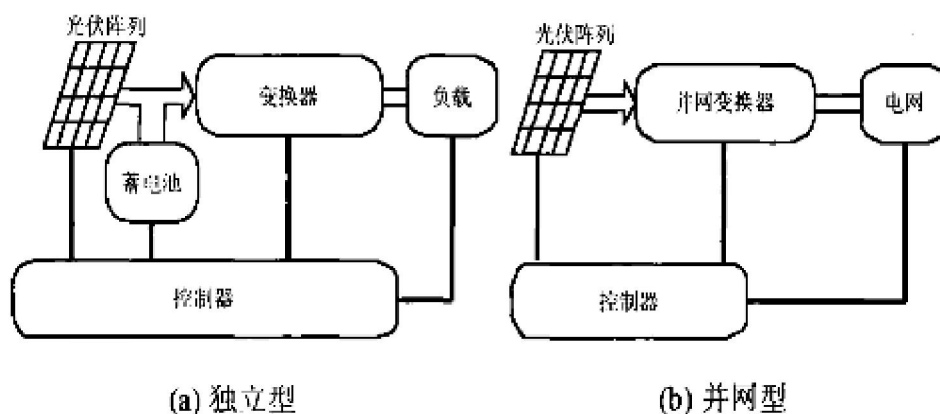 光伏阵列
变换器
负载
蓄电池
控制器
(a) 独立型
光伏阵列
并网变换器
电网
控制器
(b) 并网型